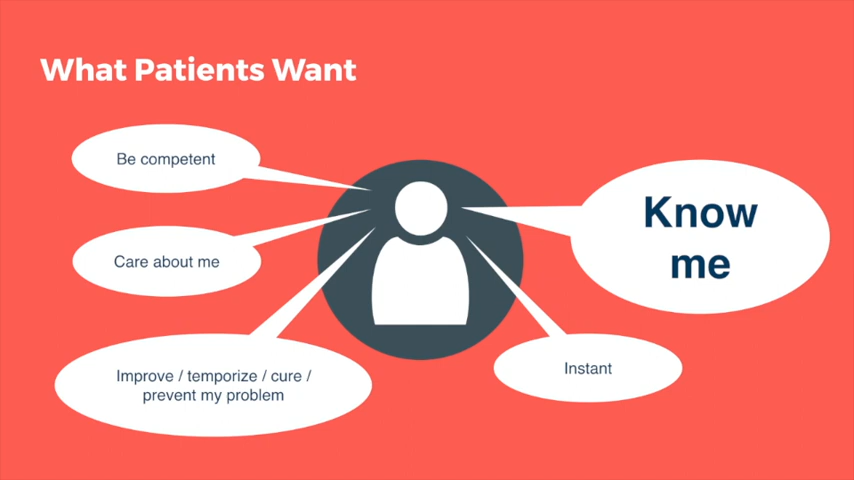 What Patients Want
Be competent
Care about me
Improve / temporize / cure /
prevent my problem
Know
me
Instant